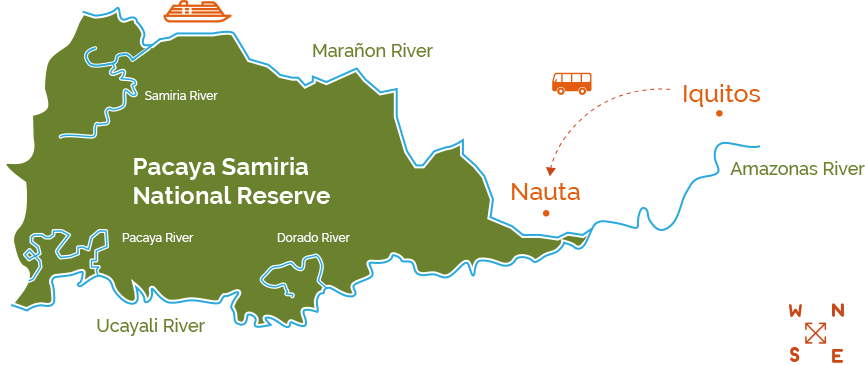 Marañon River
Iquitos
Samiria River
Pacaya Samiria
National Reserve
Amazonas River
Nauta
Pacaya River
Dorado River
Ucayali River
W N
S E